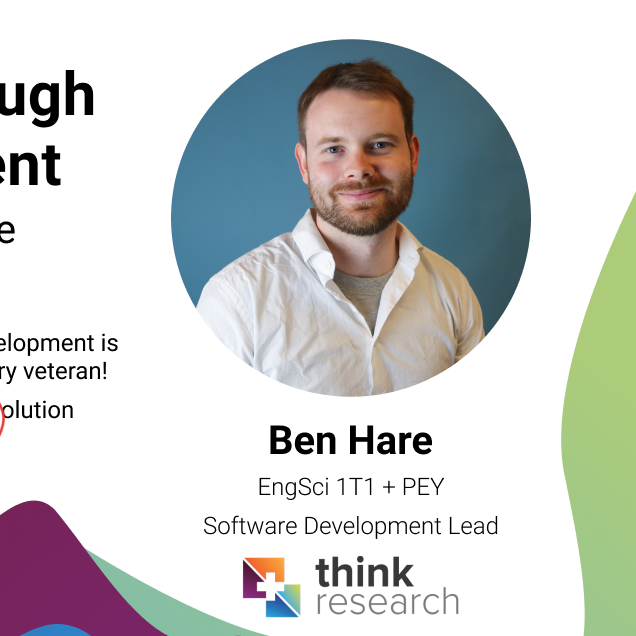 ugh
ent
e
elopment is
ry veteran!
olution
Ben Hare
EngSci 1T1 + PEY
Software Development Lead
think
research